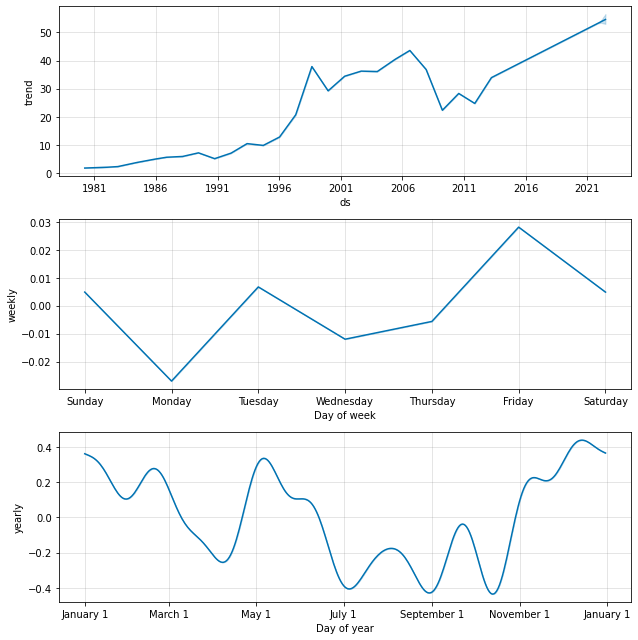 trend
50
40
30
20
10
0
1981 1986 1991 1996 2001 2006 2011 2016 2021
ds
weekly
0.03
0.02
0.01
0.00
−0.01
−0.02
Sunday Monday Tuesday Wednesday Thursday Friday Saturday
Day of week
yearly
0.4
0.2
0.0
−0.2
−0.4
January 1 March 1 May 1 July 1 September 1 November 1 January 1
Day of year